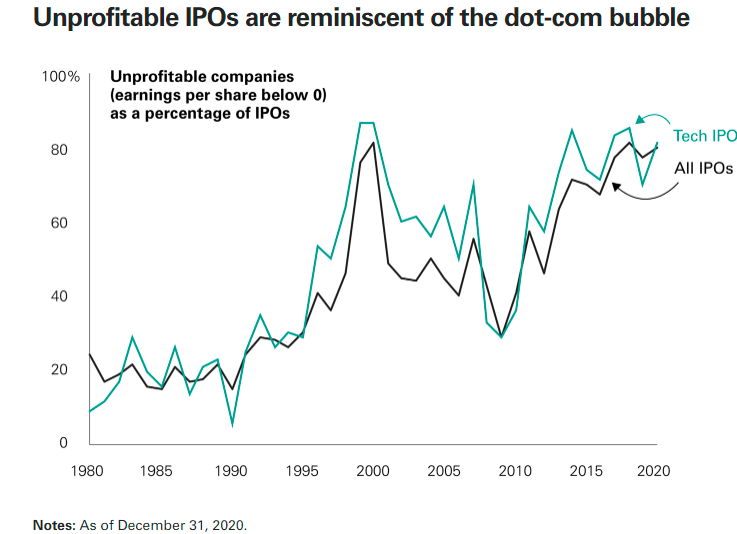 Unprofitable IPOs are reminiscent of the dot-com bubble
100%
Unprofitable companies
(earnings per share below 0)
as a percentage of IPOs
80
60
40
20
0
Tech IPO
All IPOs
1980 1985 1990 1995 2000 2005 2010 2015 2020
Notes: As of December 31, 2020.